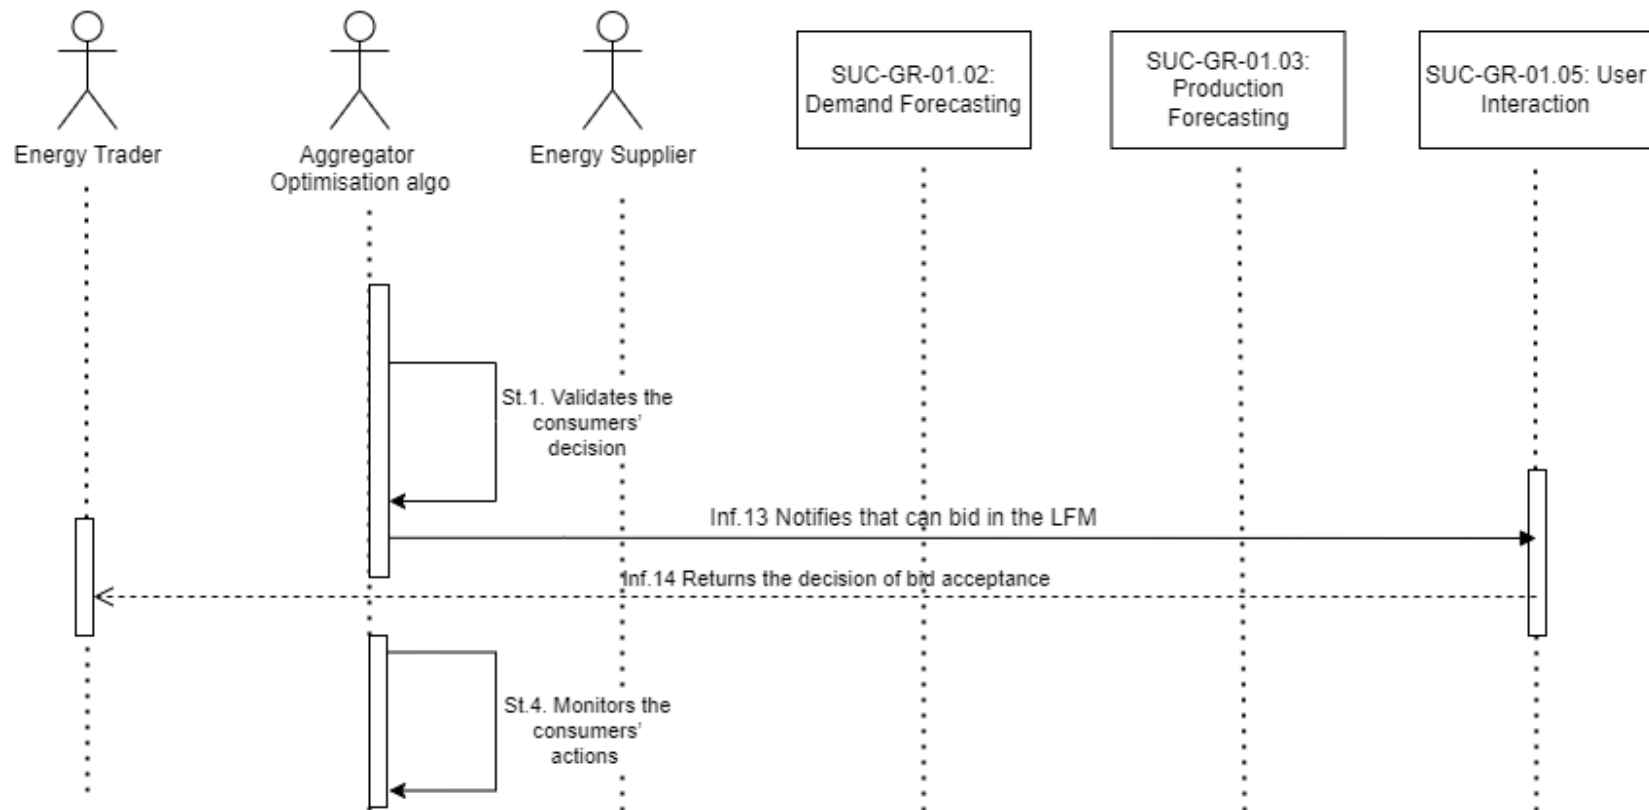 Energy Trader
Aggregator
Optimisation algo
Energy Supplier
SUC-GR-01.02:
Demand Forecasting
SUC-GR-01.03:
Production
Forecasting
SUC-GR-01.05: User
Interaction
St.1. Validates the
consumers'
decision
Inf.13 Notifies that can bid in the LFM
Inf.14 Returns the decision of bid acceptance
St.4. Monitors the
consumers'
actions